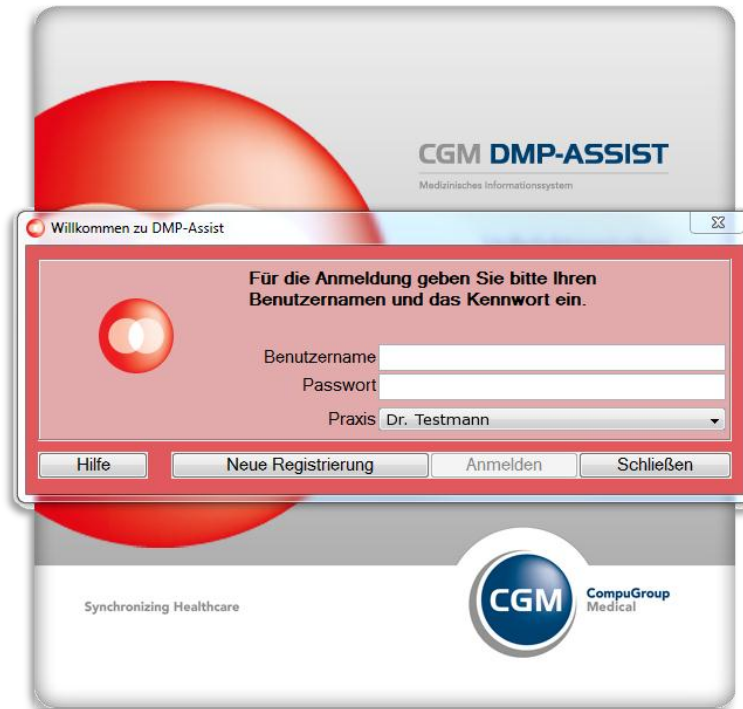 CGM DMP-ASSIST
Medizinisches Informationssystem
Willkommen zu DMP-Assist
Für die Anmeldung geben Sie bitte Ihren
Benutzernamen und das Kennwort ein.
Benutzername
Passwort
Praxis Dr. Testmann
Hilfe Neue Registrierung Anmelden Schließen
Synchronizing Healthcare
CGM
CompuGroup
Medical